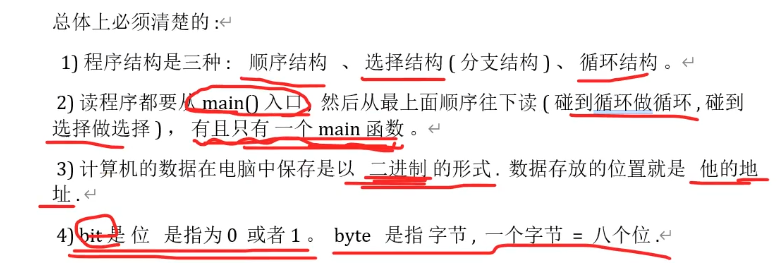 总体上必须清楚的:
1) 程序结构是三种: 顺序结构 、选择结构(分支结构)、 循环结构。
2) 读程序都要从 main()入口, 然后从最上面顺序往下读(碰到循环做循环,碰到
选择做选择), 有且只有一个 main 函数。
3) 计算机的数据在电脑中保存是以 二进制的形式. 数据存放的位置就是 他的地
址.
4) bit 是 位 是指为 0 或者 1。 byte 是指 字节, 一个字节 = 八个位.